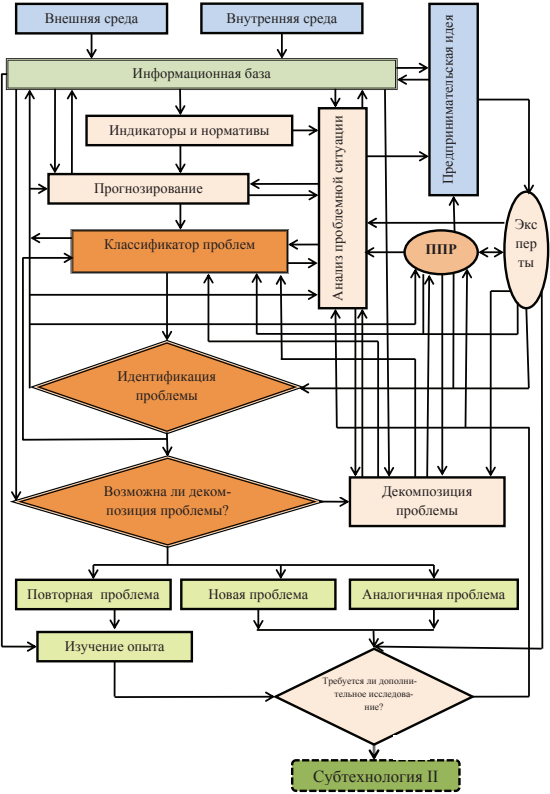 Внешняя среда
Внутренняя среда
Предпринимательская идея
Информационная база
Индикаторы и нормативы
Анализ проблемной ситуации
Прогнозирование
Экс
пер
ты
Классификатор проблем
ППР
Идентификация
проблемы
Возможна ли деком-
позиция проблемы?
Декомпозиция
проблемы
Повторная проблема
Новая проблема
Аналогичная проблема
Изучение опыта
Требуется ли дополни-
тельное исследова-
ние?
Субтехнология II